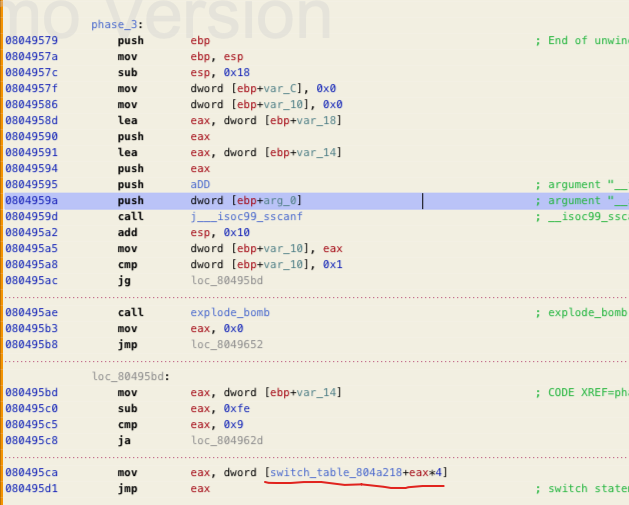 mo version
phase_3:
08049579 push ebp ; End of unwin
0804957a mov ebp, esp
0804957c sub esp, 0x18
0804957f mov dword [ebp+var_C], 0x0
08049586 mov dword [ebp+var_10], 0x0
0804958d lea eax, dword [ebp+var_18]
08049590 push eax
08049591 lea eax, dword [ebp+var_14]
08049594 push eax
08049595 push aDD ; argument "__
0804959a push dword [ebp+arg_0] ; argument "__
0804959d call j___isoc99_sscanf ; __isoc99_ssca
080495a2 add esp, 0x10
080495a5 mov dword [ebp+var_10], eax
080495a8 cmp dword [ebp+var_10], 0x1
080495ac jg loc_80495bd
080495ae call explode_bomb ; explode_bomb
080495b3 mov eax, 0x0
080495b8 jmp loc_8049652
loc_80495bd:
080495bd mov eax, dword [ebp+var_14] ; CODE XREF=pha
080495c0 sub eax, 0xfe
080495c5 cmp eax, 0x9
080495c8 ja loc_804962d
080495ca mov eax, dword [switch_table_804a218+eax*4]
080495d1 jmp eax ; switch state